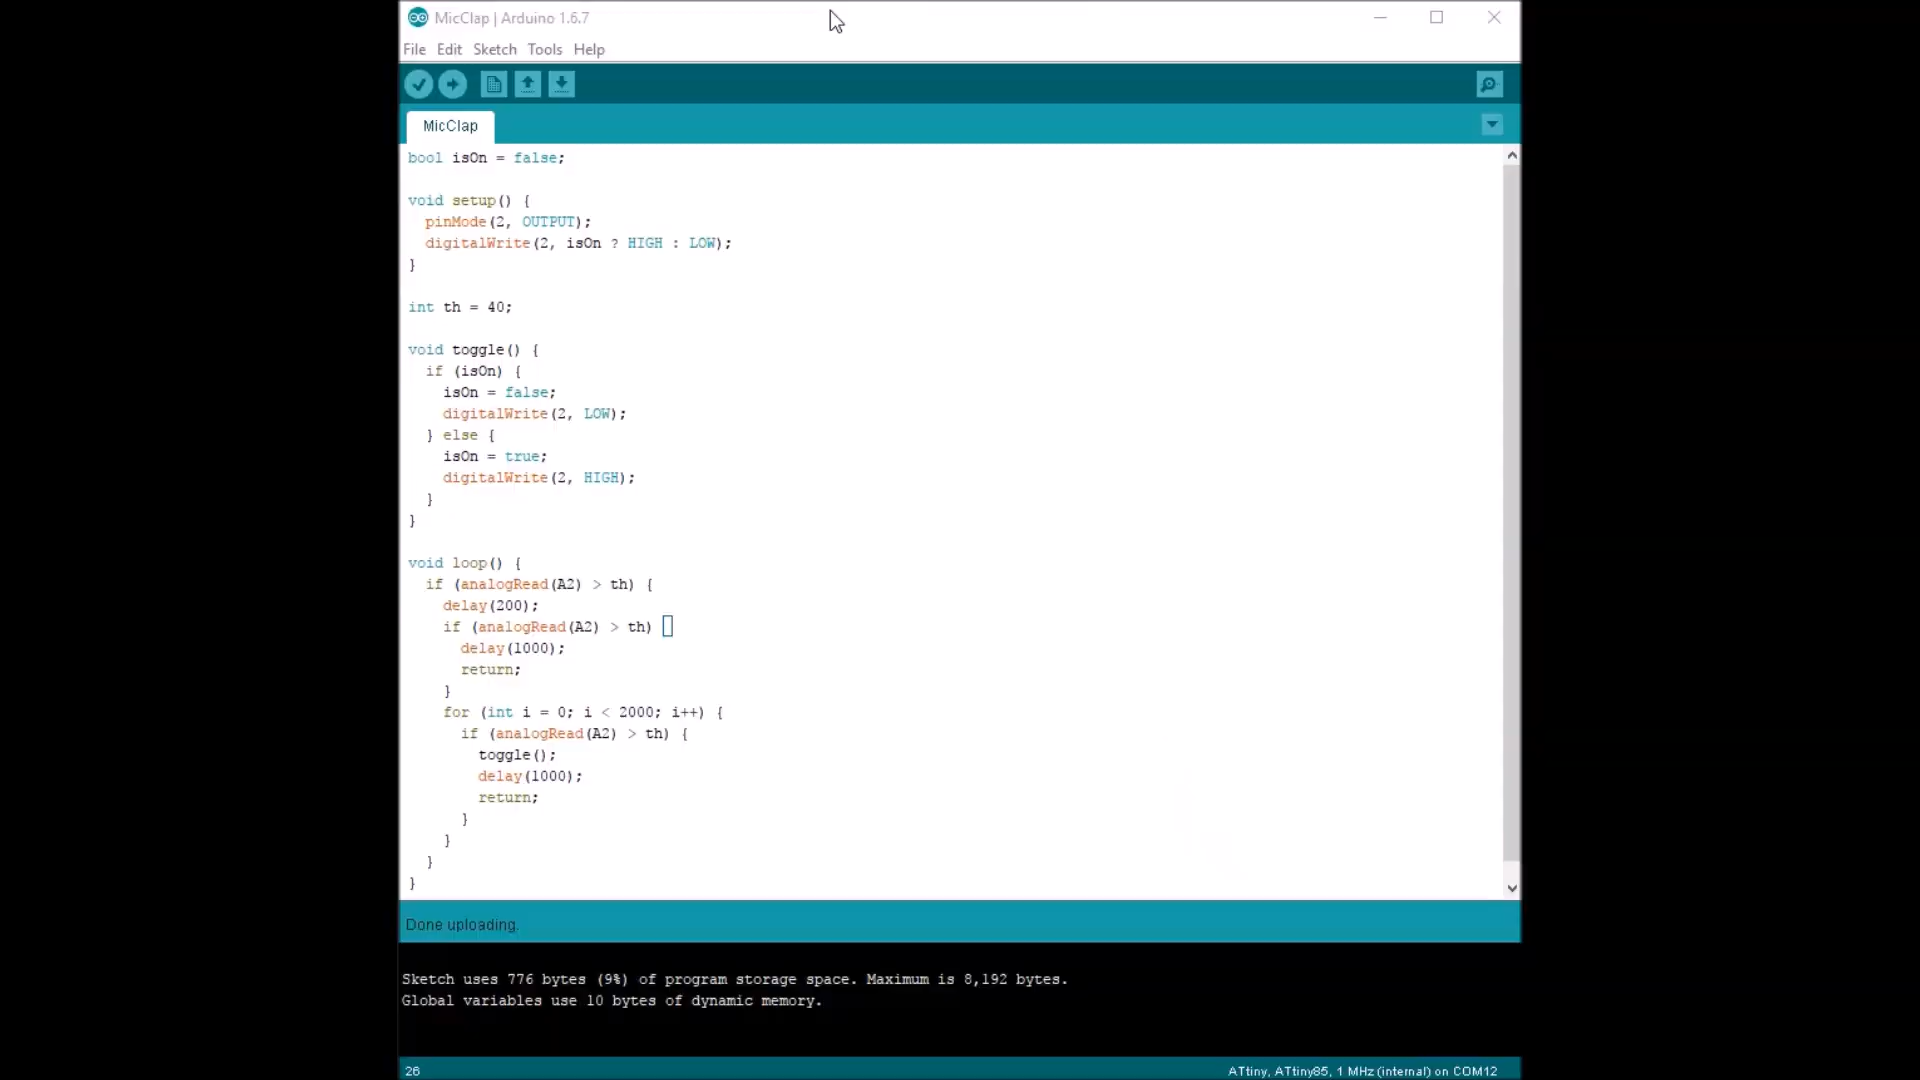 MicClap | Arduino 1.6.7
File Edit Sketch Tools Help
MicClap
bool isOn = false;
void setup() {
  pinMode(2, OUTPUT);
  digitalWrite(2, isOn ? HIGH : LOW);
}
int th = 40;
void toggle() {
  if (isOn) {
    isOn = false;
    digitalWrite(2, LOW);
  } else {
    isOn = true;
    digitalWrite(2, HIGH);
  }
}
void loop() {
  if (analogRead(A2) > th) {
    delay(200);
    if (analogRead(A2) > th)
      delay(1000);
      return;
    }
    for (int i = 0; i < 2000; i++) {
      if (analogRead(A2) > th) {
        toggle();
        delay(1000);
        return;
      }
    }
  }
}
Done uploading.
Sketch uses 776 bytes (9%) of program storage space. Maximum is 8,192 bytes.
Global variables use 10 bytes of dynamic memory.
26 ATtiny, ATtiny85, 1 MHz (internal) on COM12